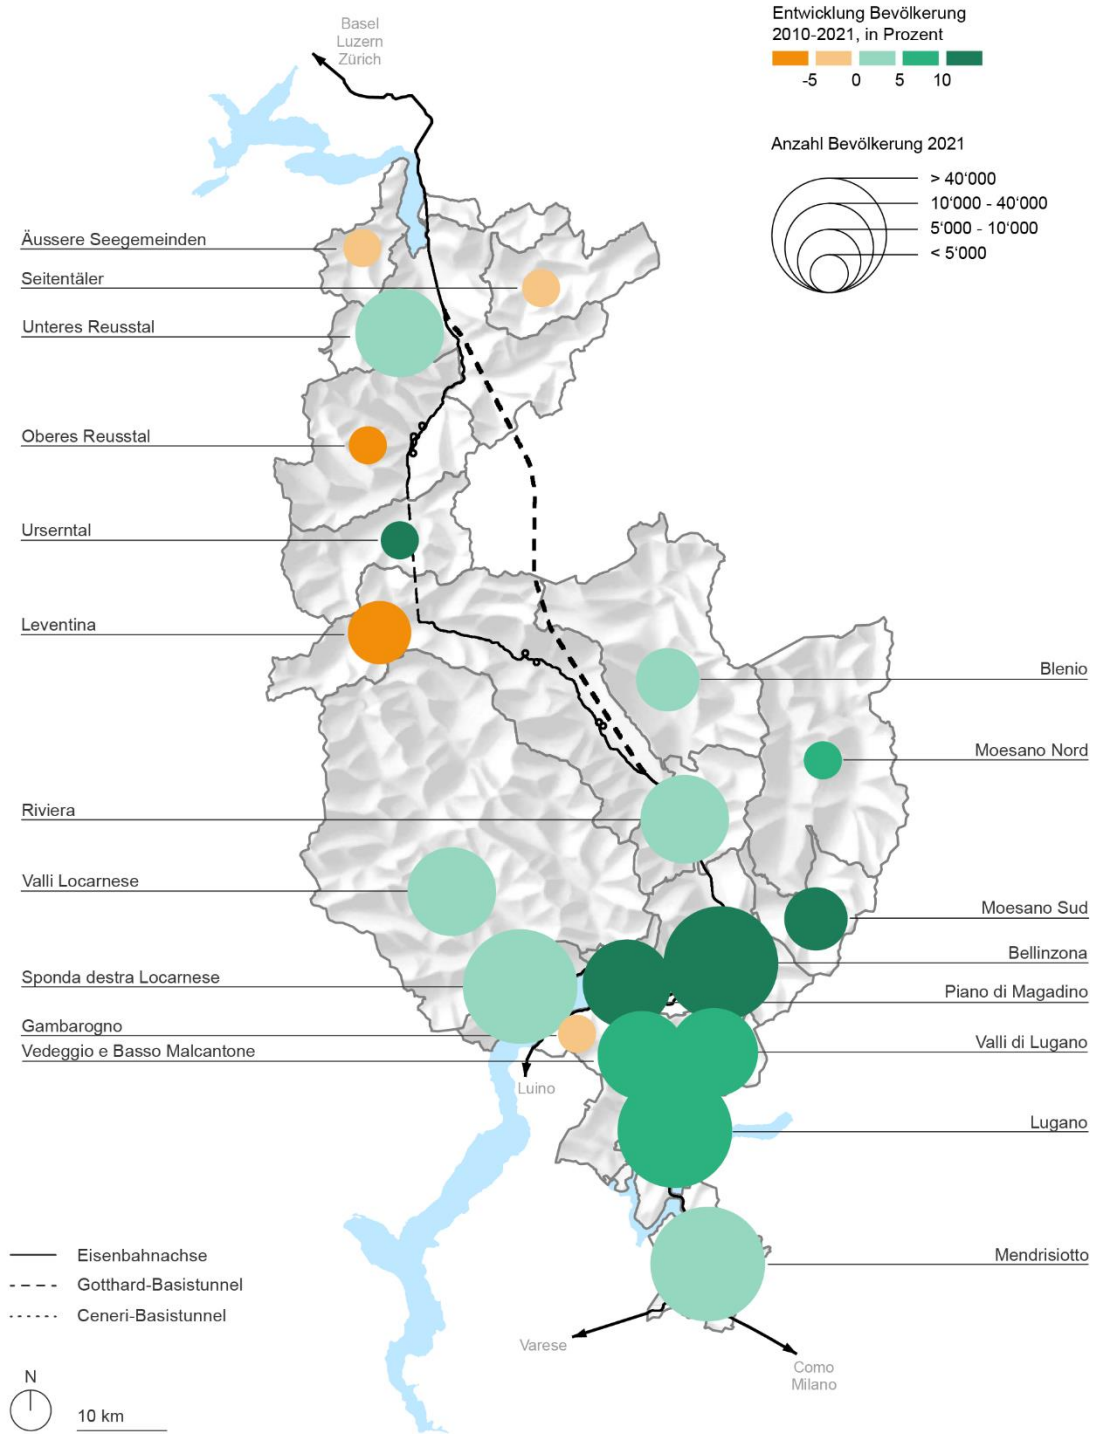 Entwicklung Bevölkerung
2010-2021, in Prozent
-5 0 5 10
Anzahl Bevölkerung 2021
> 40'000
10'000 - 40'000
5'000 - 10'000
< 5'000
Basel
Luzern
Zürich
Äussere Seegemeinden
Seitentäler
Unteres Reusstal
Oberes Reusstal
Urserntal
Leventina
Blenio
Moesano Nord
Riviera
Valli Locarnese
Moesano Sud
Bellinzona
Sponda destra Locarnese
Piano di Magadino
Gambarogno
Valli di Lugano
Vedeggio e Basso Malcantone
Luino
Lugano
Mendrisiotto
Eisenbahnachse
Gotthard-Basistunnel
Ceneri-Basistunnel
Varese
Como
Milano
N
10 km